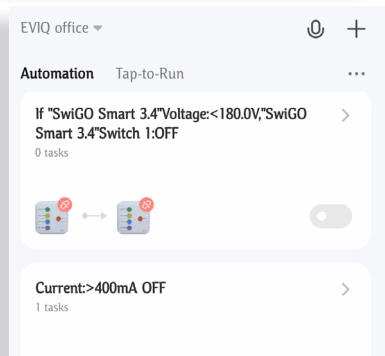 EVIQ office
Automation Tap-to-Run
If "SwiGO Smart 3.4"Voltage:<180.0V,"SwiGO
Smart 3.4"Switch 1:OFF
0 tasks
Current:>400mA OFF
1 tasks